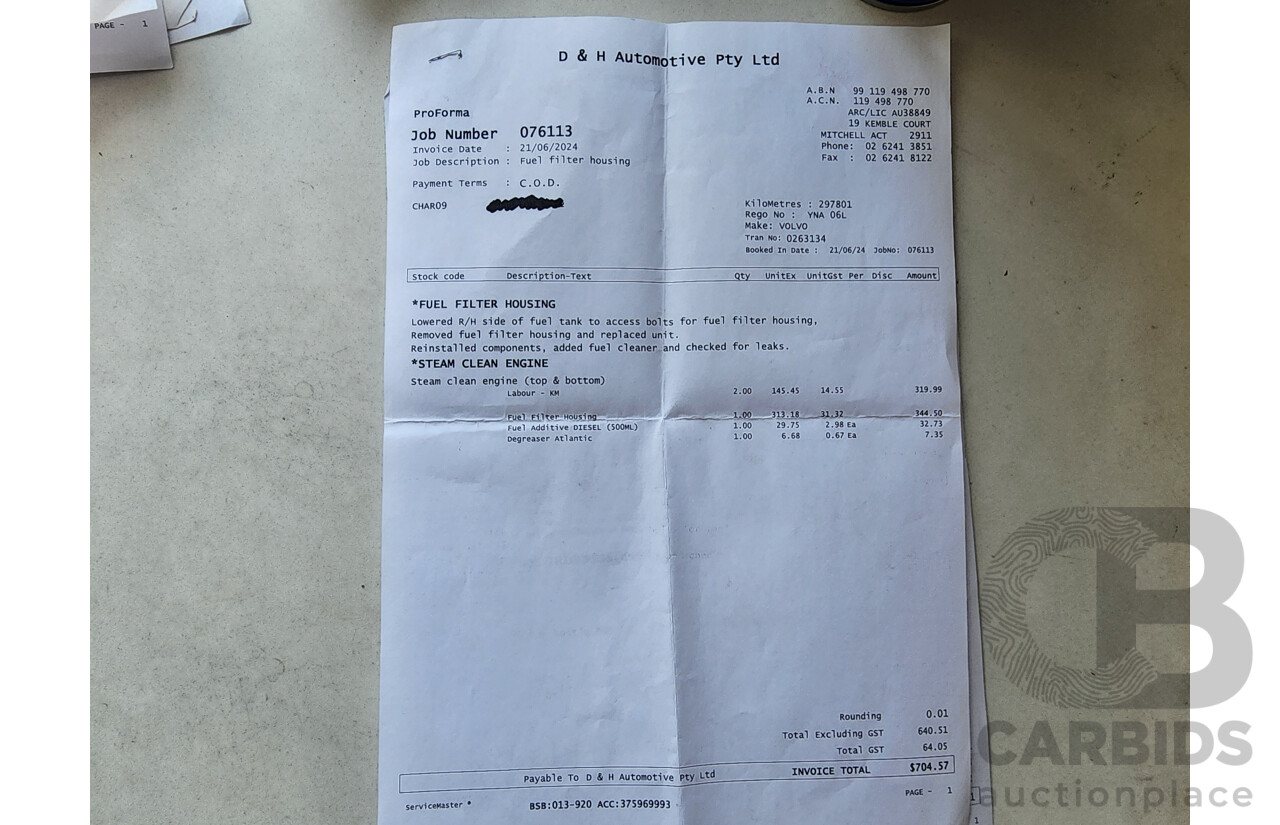 PAGE - 1
D & H Automotive Pty Ltd
A.B.N 99 119 498 770
A.C.N. 119 498 770
ARC/LIC AU38849
19 KEMBLE COURT
MITCHELL ACT 2911
Phone: 02 6241 3851
Fax : 02 6241 8122
ProForma
Job Number 076113
Invoice Date : 21/06/2024
Job Description : Fuel filter housing
Payment Terms : C.O.D.
CHAR09
KiloMetres : 297801
Rego No : YNA 06L
Make: VOLVO
Tran No: 0263134
Booked In Date : 21/06/24 JobNo: 076113
Stock code Description-Text Qty UnitEx UnitGst Per Disc Amount
*FUEL FILTER HOUSING
Lowered R/H side of fuel tank to access bolts for fuel filter housing,
Removed fuel filter housing and replaced unit.
Reinstalled components, added fuel cleaner and checked for leaks.
*STEAM CLEAN ENGINE
Steam clean engine (top & bottom)
Labour - KM 2.00 145.45 14.55 319.99
Fuel Filter Housing 1.00 313.18 31.32 344.50
Fuel Additive DIESEL (500ML) 1.00 29.75 2.98 Ea 32.73
Degreaser Atlantic 1.00 6.68 0.67 Ea 7.35
Rounding 0.01
Total Excluding GST 640.51
Total GST 64.05
Payable To D & H Automotive Pty Ltd INVOICE TOTAL $704.57
PAGE - 1
ServiceMaster * BSB:013-920 ACC:375969993
1
1
CB
CARBIDS
auctionplace